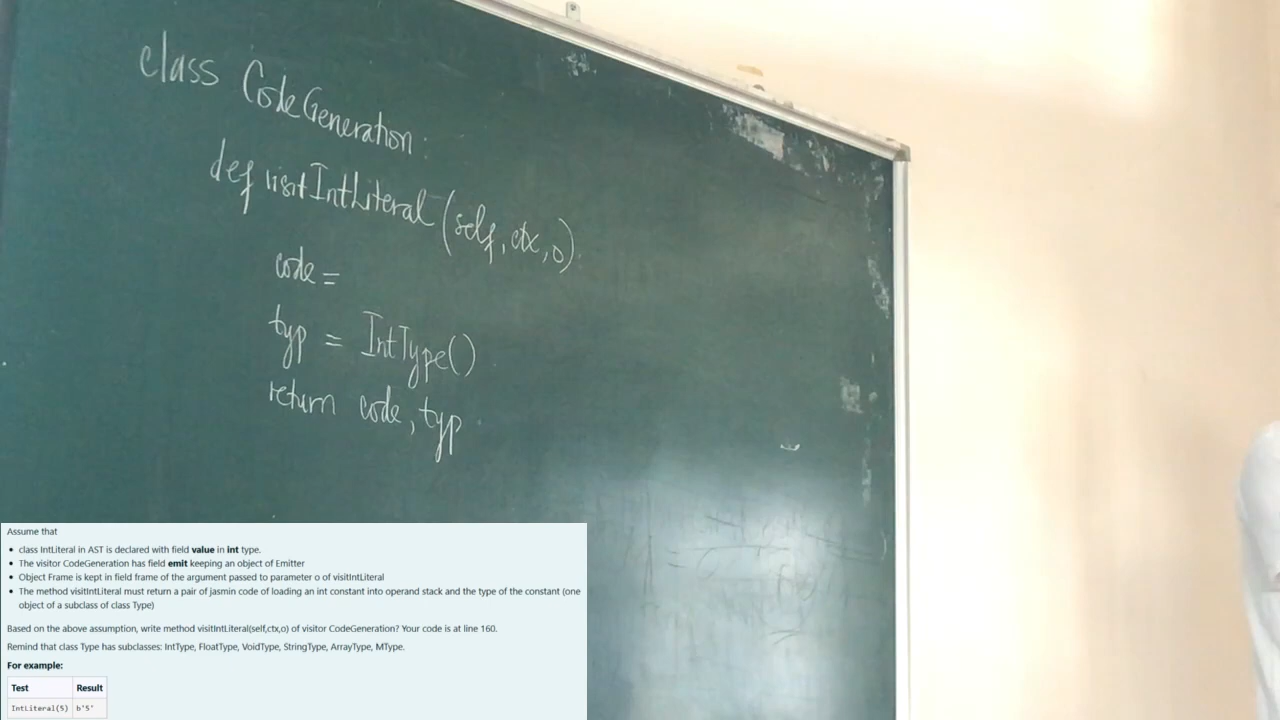 class CodeGeneration:
def visitIntLiteral(self, ctx, o)
code =
typ = IntType()
return code, typ
Assume that
• class IntLiteral in AST is declared with field value in int type.
• The visitor CodeGeneration has field emit keeping an object of Emitter
• Object Frame is kept in field frame of the argument passed to parameter o of visitIntLiteral
• The method visitIntLiteral must return a pair of jasmin code of loading an int constant into operand stack and the type of the constant (one
object of a subclass of class Type)
Based on the above assumption, write method visitIntLiteral(self,ctx,o) of visitor CodeGeneration? Your code is at line 160.
Remind that class Type has subclasses: IntType, FloatType, VoidType, StringType, ArrayType, MType.
For example:
Test Result
IntLiteral(5) b'5'